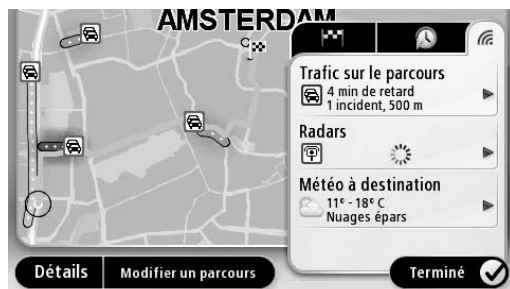 AMSTERDAM
Trafic sur le parcours
4 min de retard
1 incident, 500 m
Radars
Météo à destination
11° - 18° C
Nuages épars
Détails
Modifier un parcours
Terminé